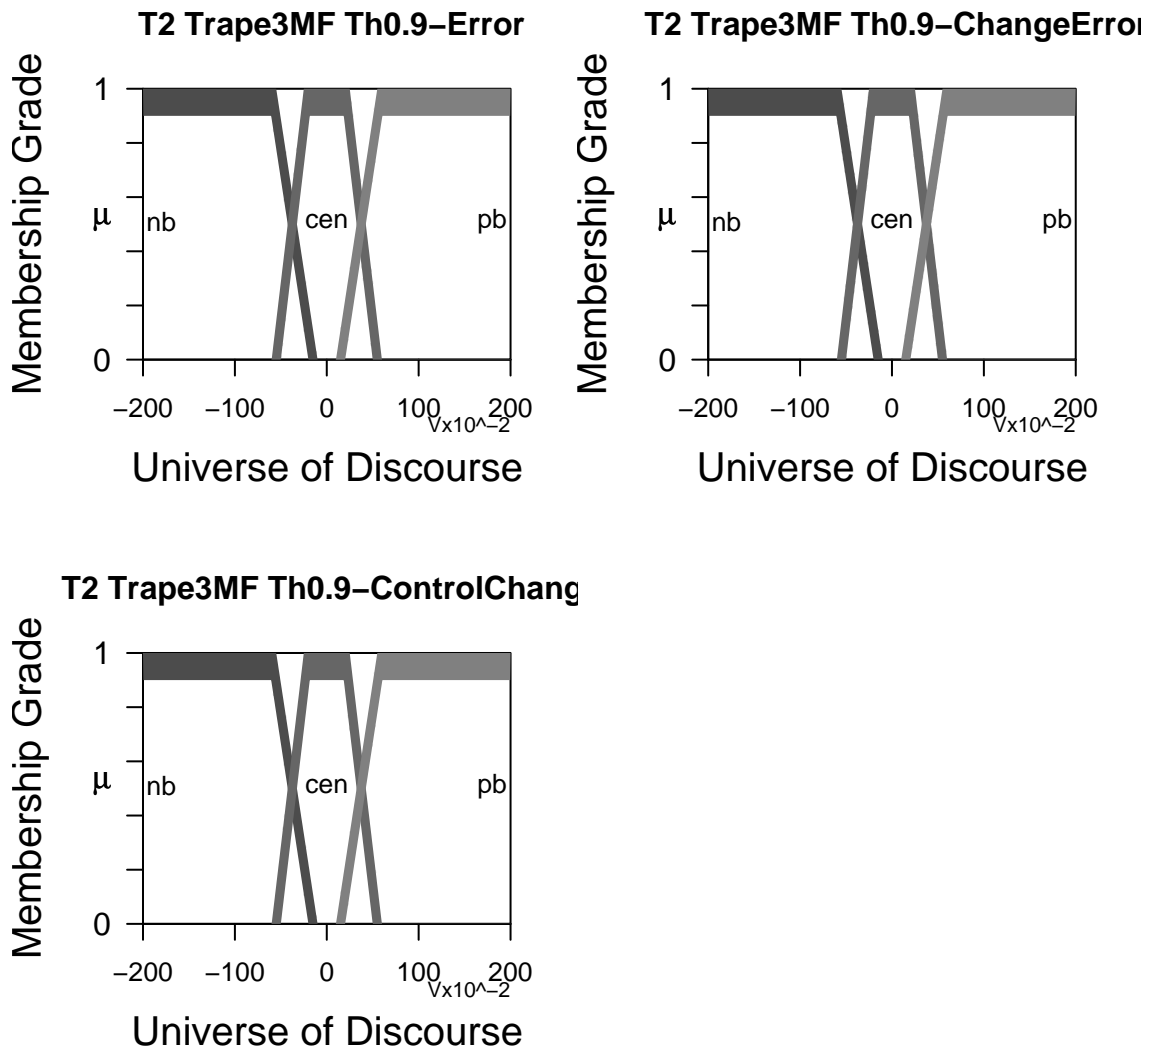 T2 Trape3MF Th0.9−Error
Membership Grade
1
μ
0
nb
cen
pb
−200 −100 0 100 200
Vx10^−2
Universe of Discourse
T2 Trape3MF Th0.9−ChangeError
Membership Grade
1
μ
0
nb
cen
pb
−200 −100 0 100 200
Vx10^−2
Universe of Discourse
T2 Trape3MF Th0.9−ControlChang
Membership Grade
1
μ
0
nb
cen
pb
−200 −100 0 100 200
Vx10^−2
Universe of Discourse